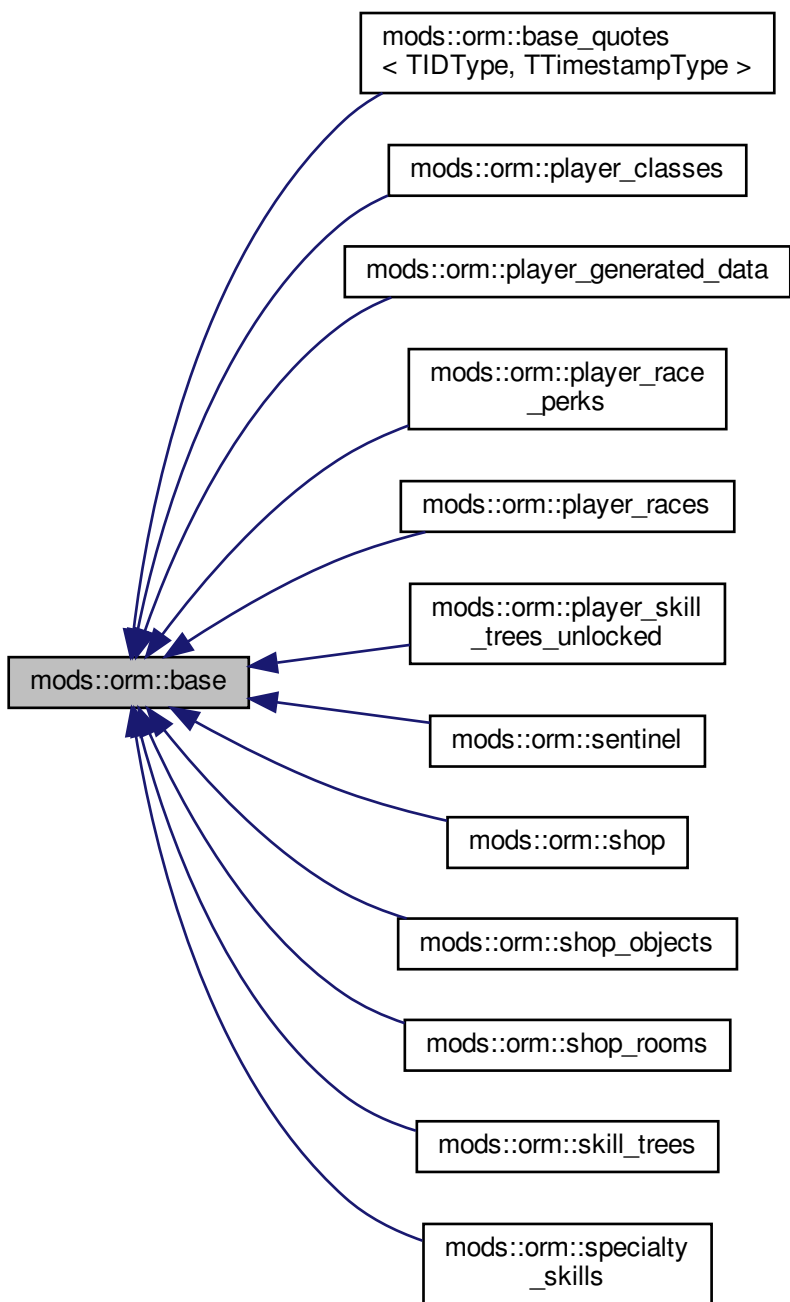 mods::orm::base_quotes
< TIDType, TTimestampType >
mods::orm::player_classes
mods::orm::player_generated_data
mods::orm::player_race
_perks
mods::orm::player_races
mods::orm::player_skill
_trees_unlocked
mods::orm::base
mods::orm::sentinel
mods::orm::shop
mods::orm::shop_objects
mods::orm::shop_rooms
mods::orm::skill_trees
mods::orm::specialty
_skills